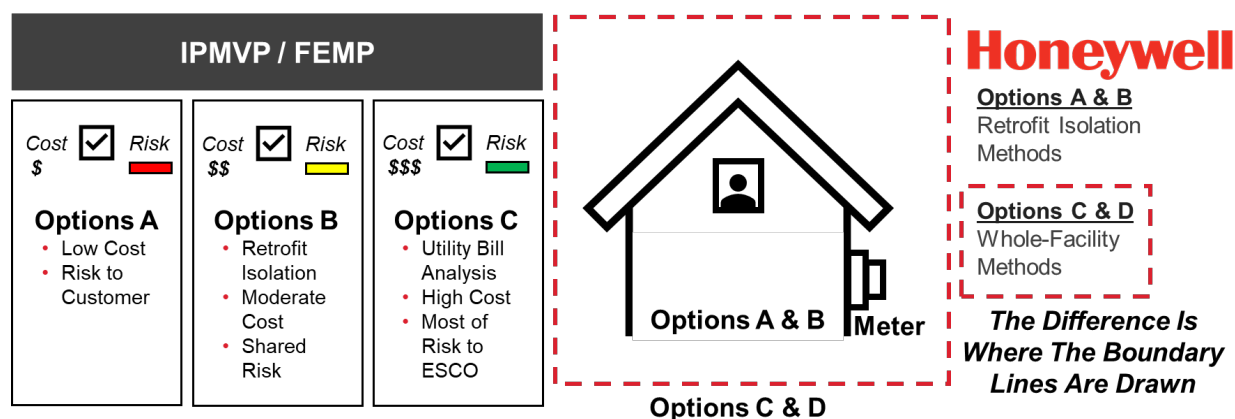 IPMVP / FEMP
Cost
$
Risk
Options A
• Low Cost
• Risk to
Customer
Cost
$$
Risk
Options B
• Retrofit
Isolation
• Moderate
Cost
• Shared
Risk
Cost
$$$
Risk
Options C
• Utility Bill
Analysis
• High Cost
• Most of
Risk to
ESCO
Options A & B
Meter
Options C & D
Honeywell
Options A & B
Retrofit Isolation
Methods
Options C & D
Whole-Facility
Methods
The Difference Is
Where The Boundary
Lines Are Drawn